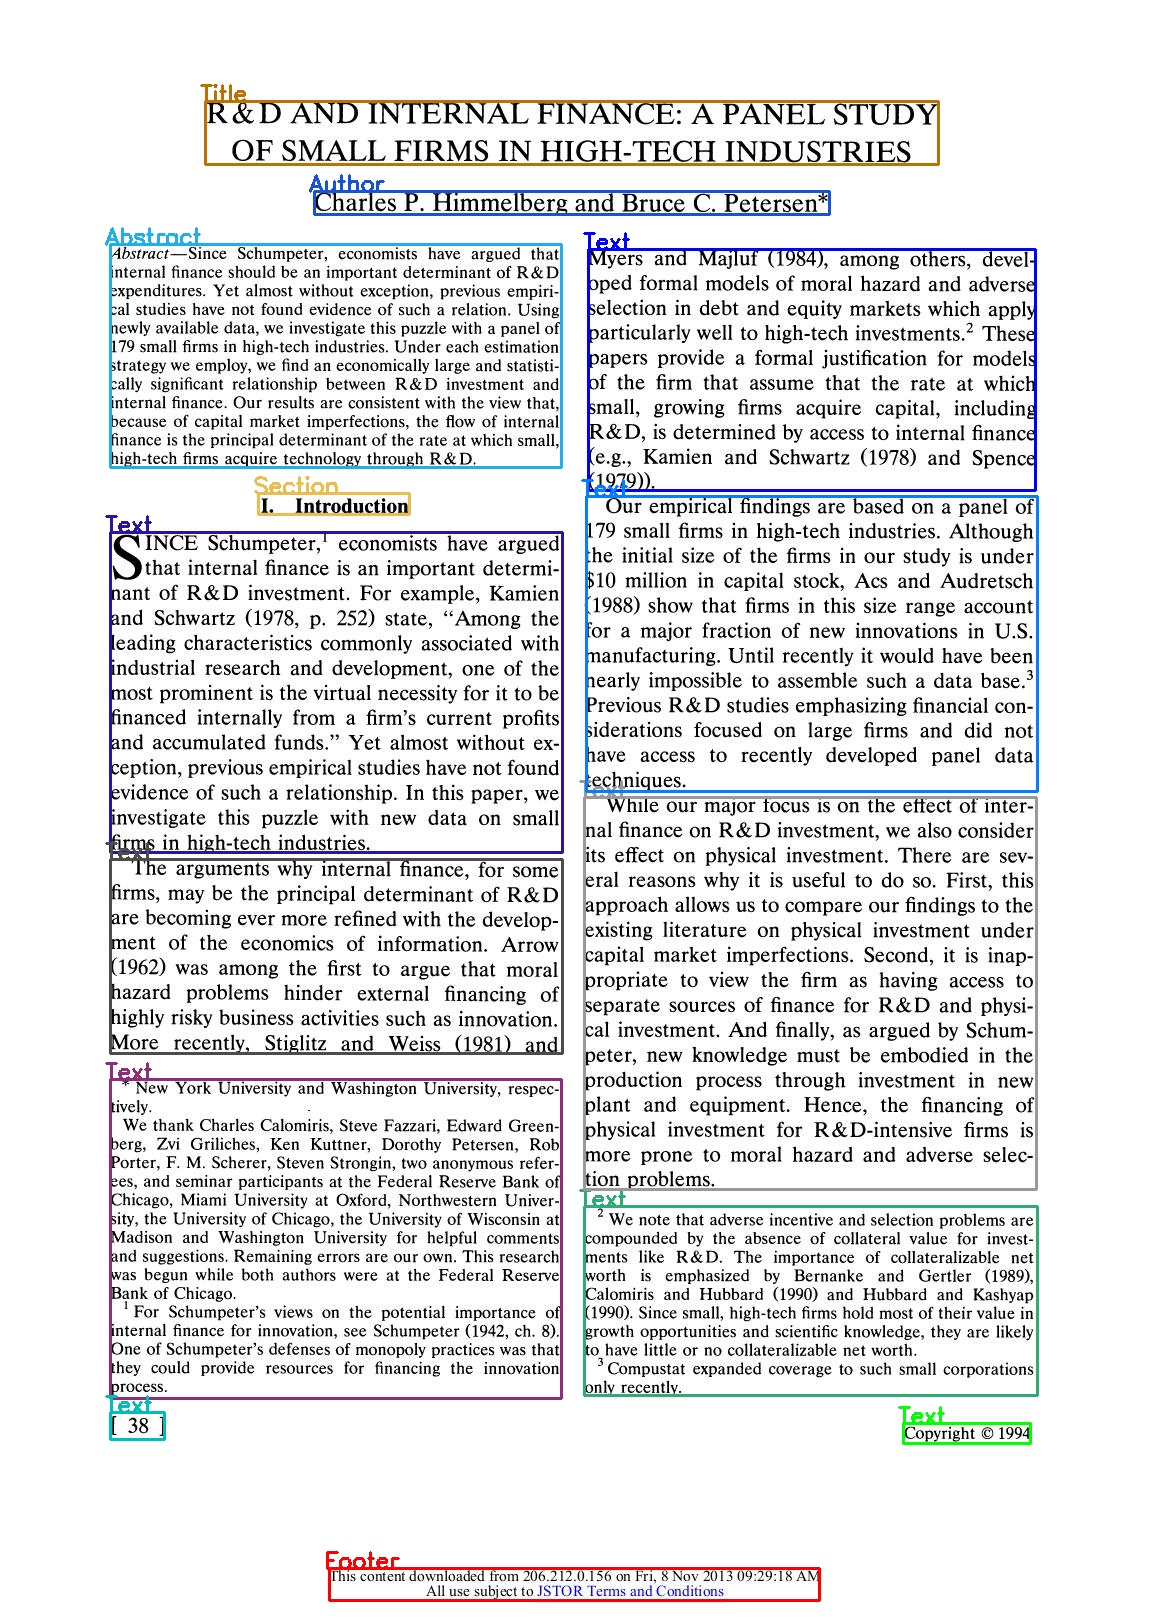 Title
R&D AND INTERNAL FINANCE: A PANEL STUDY
OF SMALL FIRMS IN HIGH-TECH INDUSTRIES
Author
Charles P. Himmelberg and Bruce C. Petersen*
Abstract
Abstract—Since Schumpeter, economists have argued that
internal finance should be an important determinant of R&D
expenditures. Yet almost without exception, previous empiri-
cal studies have not found evidence of such a relation. Using
newly available data, we investigate this puzzle with a panel of
179 small firms in high-tech industries. Under each estimation
strategy we employ, we find an economically large and statisti-
cally significant relationship between R&D investment and
internal finance. Our results are consistent with the view that,
because of capital market imperfections, the flow of internal
finance is the principal determinant of the rate at which small,
high-tech firms acquire technology through R&D.
Section
I. Introduction
Text
SINCE Schumpeter,¹ economists have argued
that internal finance is an important determi-
nant of R&D investment. For example, Kamien
and Schwartz (1978, p. 252) state, “Among the
leading characteristics commonly associated with
industrial research and development, one of the
most prominent is the virtual necessity for it to be
financed internally from a firm’s current profits
and accumulated funds.” Yet almost without ex-
ception, previous empirical studies have not found
evidence of such a relationship. In this paper, we
investigate this puzzle with new data on small
firms in high-tech industries.
Text
The arguments why internal finance, for some
firms, may be the principal determinant of R&D
are becoming ever more refined with the develop-
ment of the economics of information. Arrow
(1962) was among the first to argue that moral
hazard problems hinder external financing of
highly risky business activities such as innovation.
More recently, Stiglitz and Weiss (1981) and
Text
* New York University and Washington University, respec-
tively.
We thank Charles Calomiris, Steve Fazzari, Edward Green-
berg, Zvi Griliches, Ken Kuttner, Dorothy Petersen, Rob
Porter, F. M. Scherer, Steven Strongin, two anonymous refer-
ees, and seminar participants at the Federal Reserve Bank of
Chicago, Miami University at Oxford, Northwestern Univer-
sity, the University of Chicago, the University of Wisconsin at
Madison and Washington University for helpful comments
and suggestions. Remaining errors are our own. This research
was begun while both authors were at the Federal Reserve
Bank of Chicago.
¹ For Schumpeter’s views on the potential importance of
internal finance for innovation, see Schumpeter (1942, ch. 8).
One of Schumpeter’s defenses of monopoly practices was that
they could provide resources for financing the innovation
process.
Text
[ 38 ]
Text
Myers and Majluf (1984), among others, devel-
oped formal models of moral hazard and adverse
selection in debt and equity markets which apply
particularly well to high-tech investments.² These
papers provide a formal justification for models
of the firm that assume that the rate at which
small, growing firms acquire capital, including
R&D, is determined by access to internal finance
(e.g., Kamien and Schwartz (1978) and Spence
(1979)).
Text
Our empirical findings are based on a panel of
179 small firms in high-tech industries. Although
the initial size of the firms in our study is under
$10 million in capital stock, Acs and Audretsch
(1988) show that firms in this size range account
for a major fraction of new innovations in U.S.
manufacturing. Until recently it would have been
nearly impossible to assemble such a data base.³
Previous R&D studies emphasizing financial con-
siderations focused on large firms and did not
have access to recently developed panel data
techniques.
Text
While our major focus is on the effect of inter-
nal finance on R&D investment, we also consider
its effect on physical investment. There are sev-
eral reasons why it is useful to do so. First, this
approach allows us to compare our findings to the
existing literature on physical investment under
capital market imperfections. Second, it is inap-
propriate to view the firm as having access to
separate sources of finance for R&D and physi-
cal investment. And finally, as argued by Schum-
peter, new knowledge must be embodied in the
production process through investment in new
plant and equipment. Hence, the financing of
physical investment for R&D-intensive firms is
more prone to moral hazard and adverse selec-
tion problems.
Text
² We note that adverse incentive and selection problems are
compounded by the absence of collateral value for invest-
ments like R&D. The importance of collateralizable net
worth is emphasized by Bernanke and Gertler (1989),
Calomiris and Hubbard (1990) and Hubbard and Kashyap
(1990). Since small, high-tech firms hold most of their value in
growth opportunities and scientific knowledge, they are likely
to have little or no collateralizable net worth.
³ Compustat expanded coverage to such small corporations
only recently.
Text
Copyright © 1994
Footer
This content downloaded from 206.212.0.156 on Fri, 8 Nov 2013 09:29:18 AM
All use subject to JSTOR Terms and Conditions